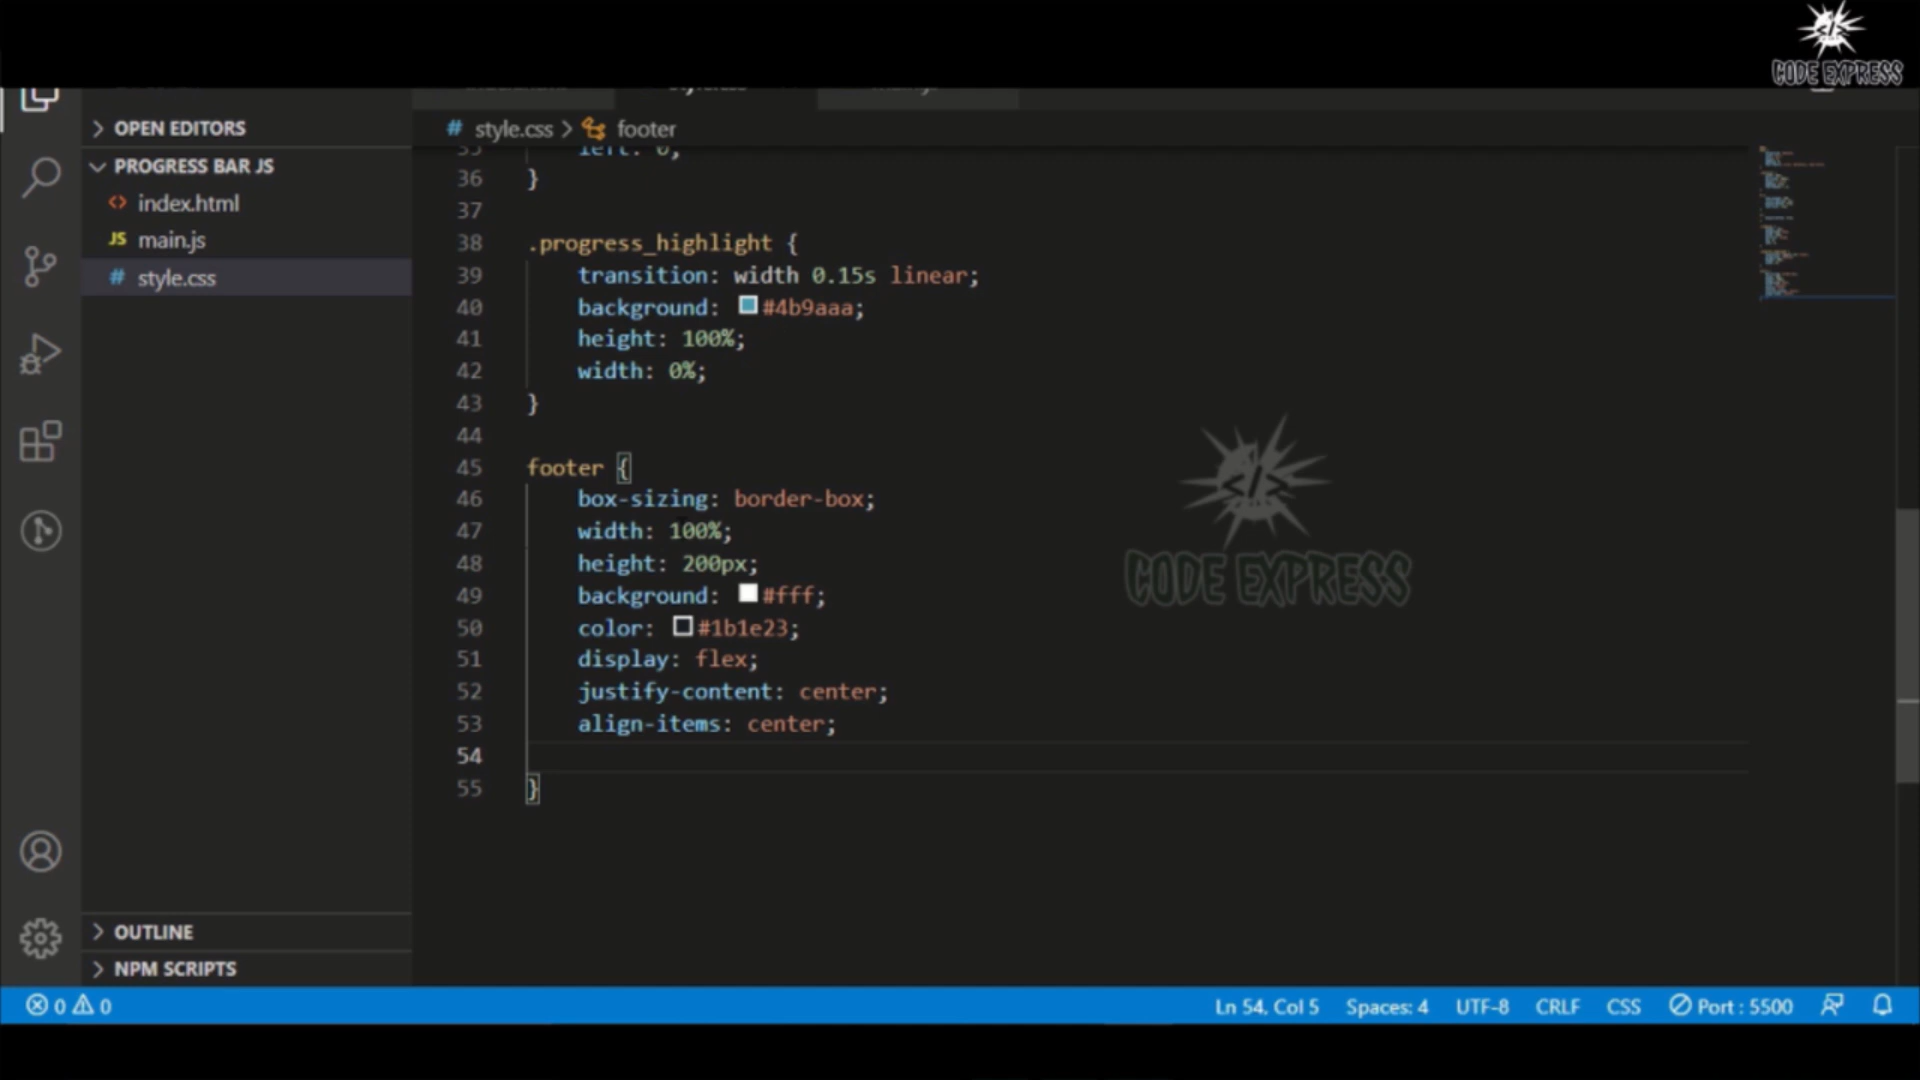 CODE EXPRESS
OPEN EDITORS
PROGRESS BAR JS
index.html
JS main.js
# style.css
OUTLINE
NPM SCRIPTS
# style.css > footer
35 left: 0;
36 }
37
38 .progress_highlight {
39 transition: width 0.15s linear;
40 background: #4b9aaa;
41 height: 100%;
42 width: 0%;
43 }
44
45 footer {
46 box-sizing: border-box;
47 width: 100%;
48 height: 200px;
49 background: #fff;
50 color: #1b1e23;
51 display: flex;
52 justify-content: center;
53 align-items: center;
54
55 }
</>
CODE EXPRESS
0 0 Ln 54, Col 5 Spaces: 4 UTF-8 CRLF CSS Port : 5500